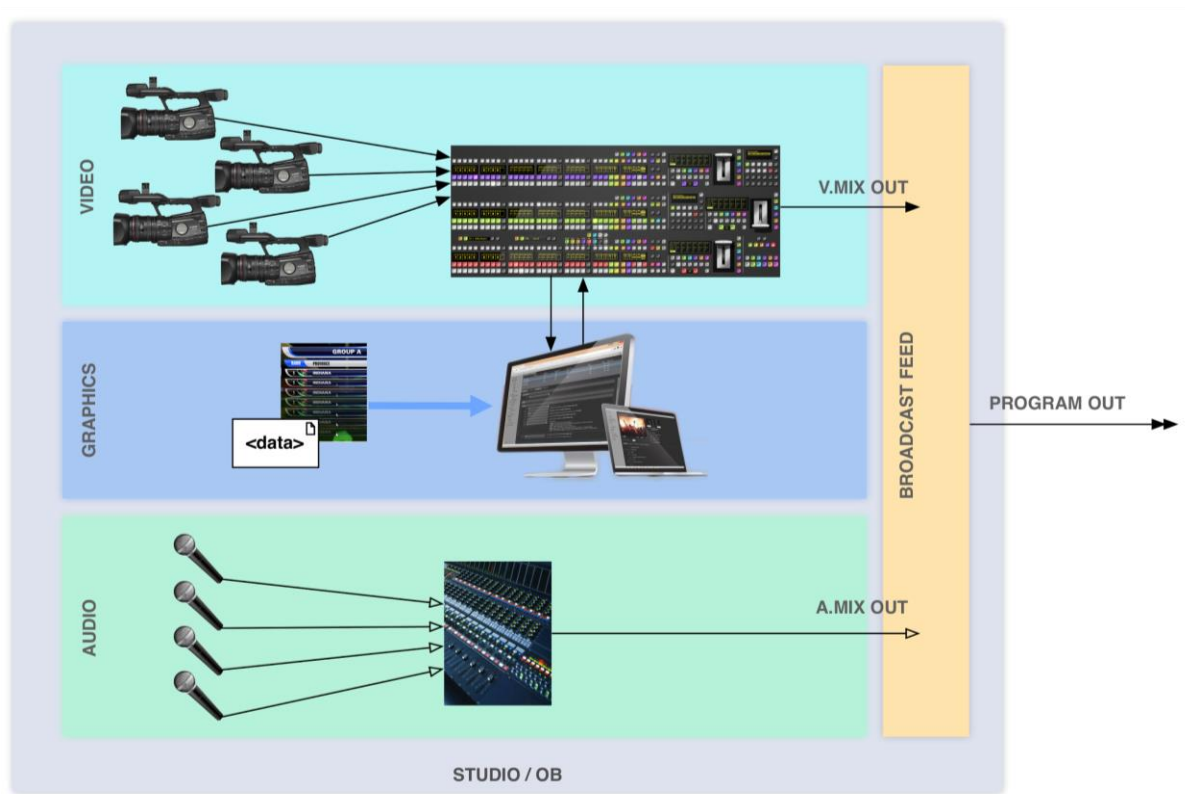 VIDEO
V.MIX OUT
GRAPHICS
GROUP A
<data>
BROADCAST FEED
PROGRAM OUT
AUDIO
A.MIX OUT
STUDIO / OB